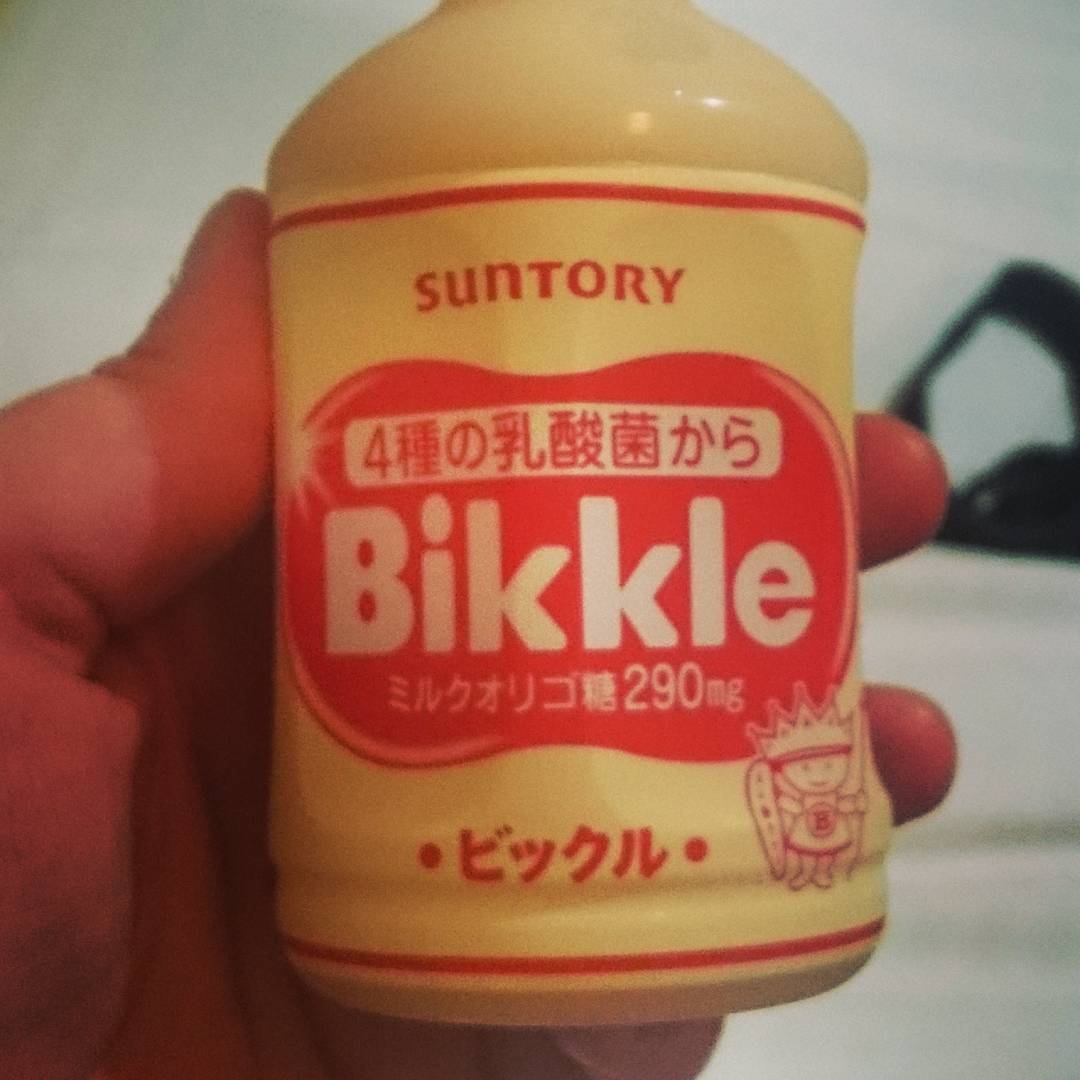 SUNTORY
4種の乳酸菌から
Bikkle
ミルクオリゴ糖290mg
B
•ビックル•